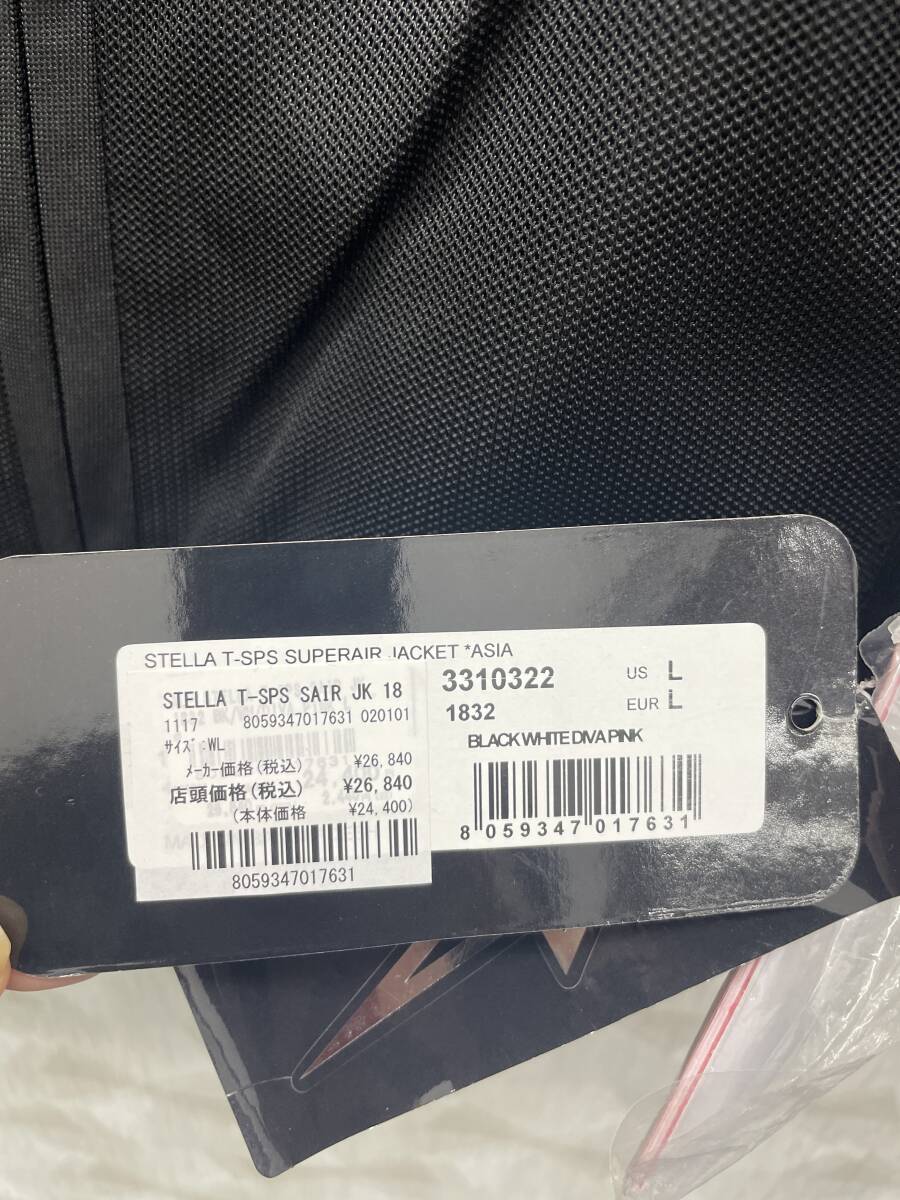 STELLA T-SPS SUPERAIR JACKET *ASIA
STELLA T-SPS SAIR JK 18
1117 8059347017631 020101
ｻｲｽﾞ:WL
ﾒｰｶｰ価格(税込) ¥26,840
店頭価格(税込) ¥26,840
(本体価格 ¥24,400)
8059347017631
3310322
1832
US L
EUR L
BLACK WHITE DIVA PINK
8 059347 017631